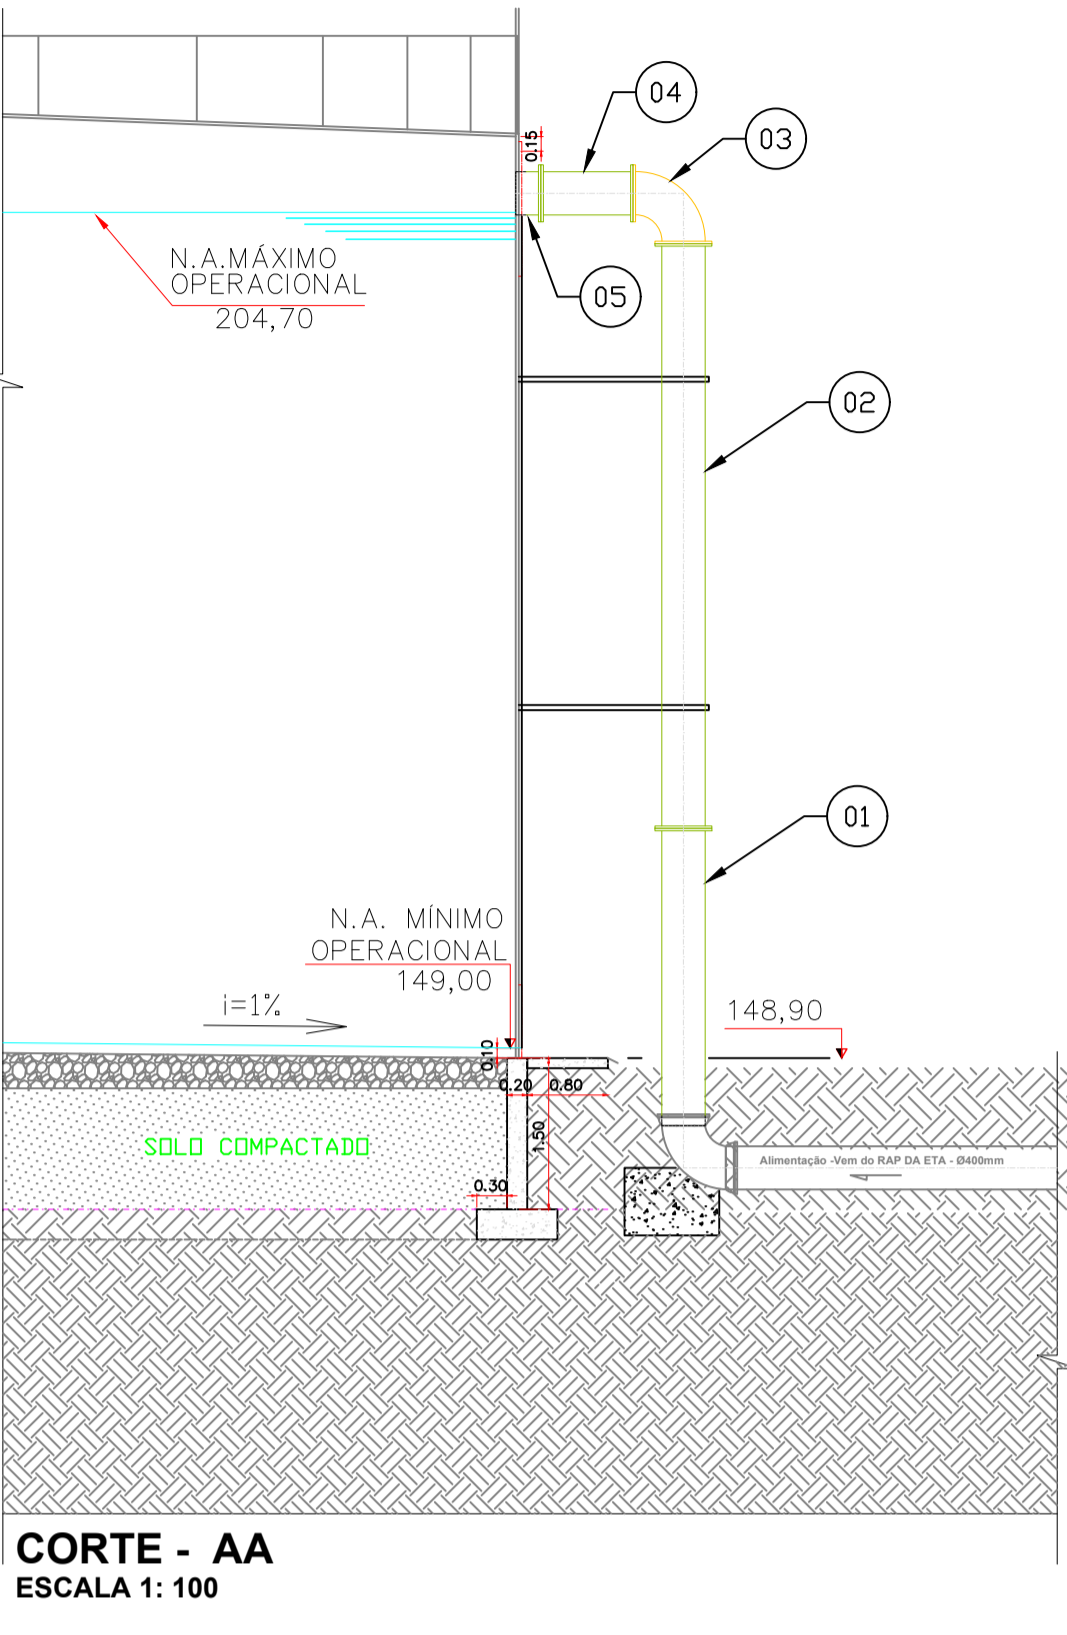 04
03
0.15
N.A.MÁXIMO
OPERACIONAL
204,70
05
02
01
N.A. MÍNIMO
OPERACIONAL
149,00
i=1%
148,90
0.10
0.20
0.80
SOLO COMPACTADO
1.50
Alimentação -Vem do RAP DA ETA - Ø400mm
0.30
CORTE - AA
ESCALA 1: 100